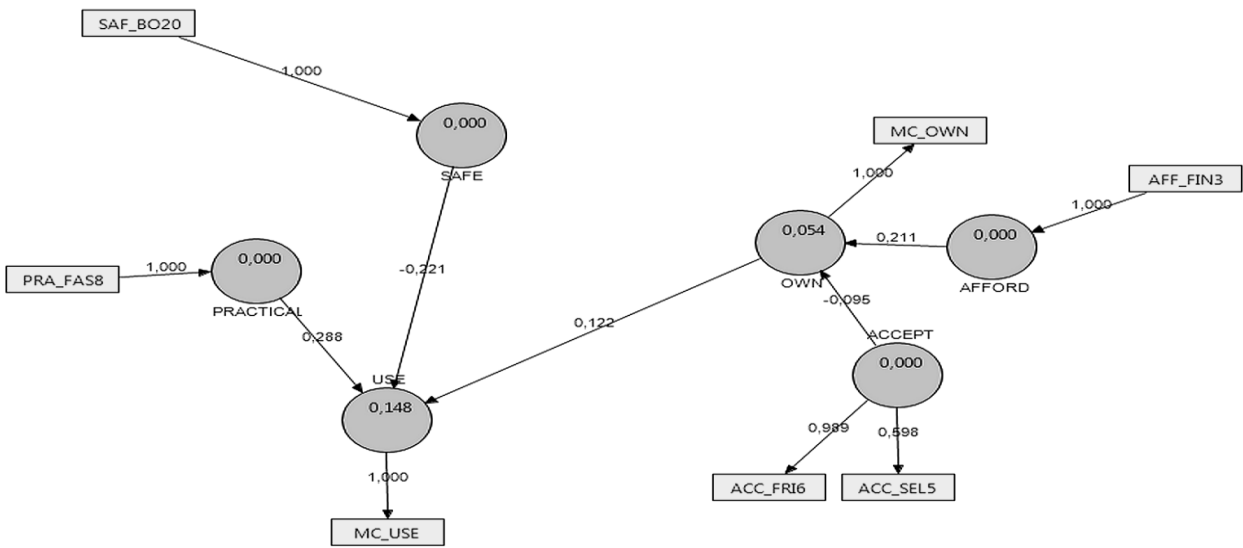 SAF_BO20
1,000
0,000
SAFE
MC_OWN
1,000
AFF_FIN3
1,000
0,054
OWN
0,211
0,000
AFFORD
PRA_FAS8
1,000
0,000
PRACTICAL
-0,221
0,288
0,122
-0,095
ACCEPT
0,000
USE
0,148
0,989
0,598
1,000
ACC_FRI6
ACC_SEL5
MC_USE